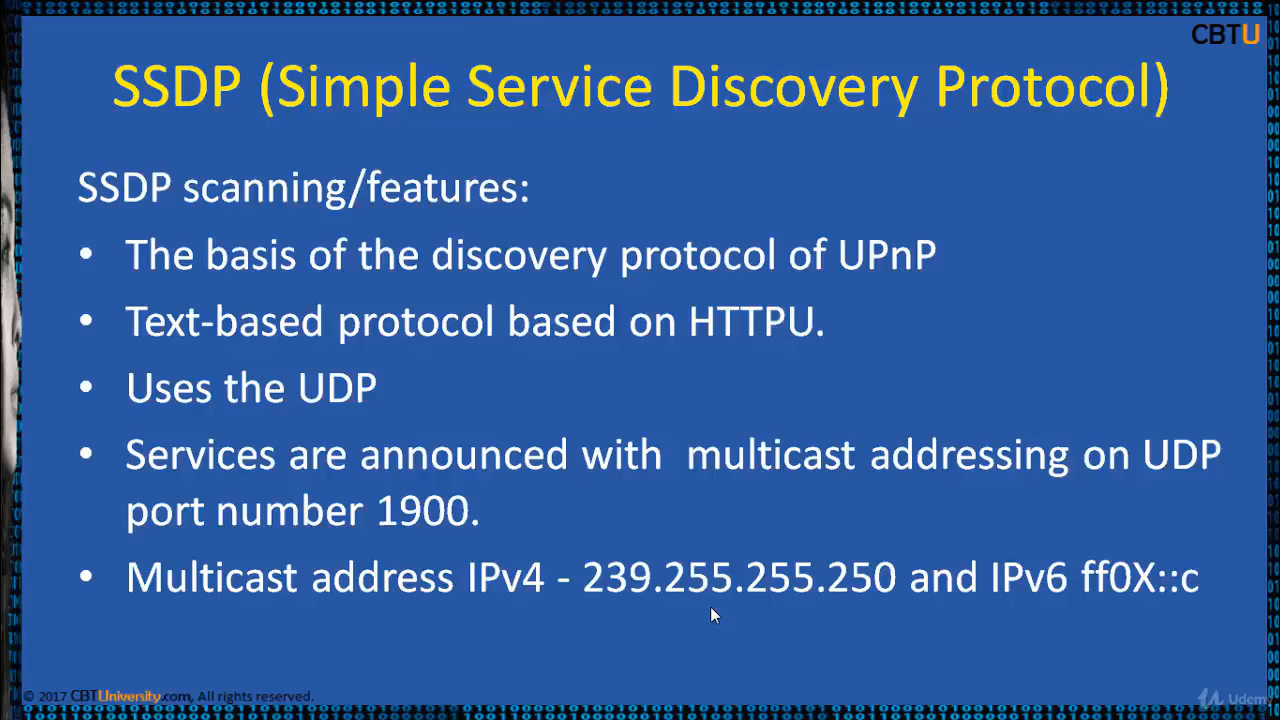 CBTU
SSDP (Simple Service Discovery Protocol)
SSDP scanning/features:
• The basis of the discovery protocol of UPnP
• Text-based protocol based on HTTPU.
• Uses the UDP
• Services are announced with multicast addressing on UDP
port number 1900.
• Multicast address IPv4 - 239.255.255.250 and IPv6 ff0X::c
© 2017 CBTUniversity.com, All rights reserved.
Udemy